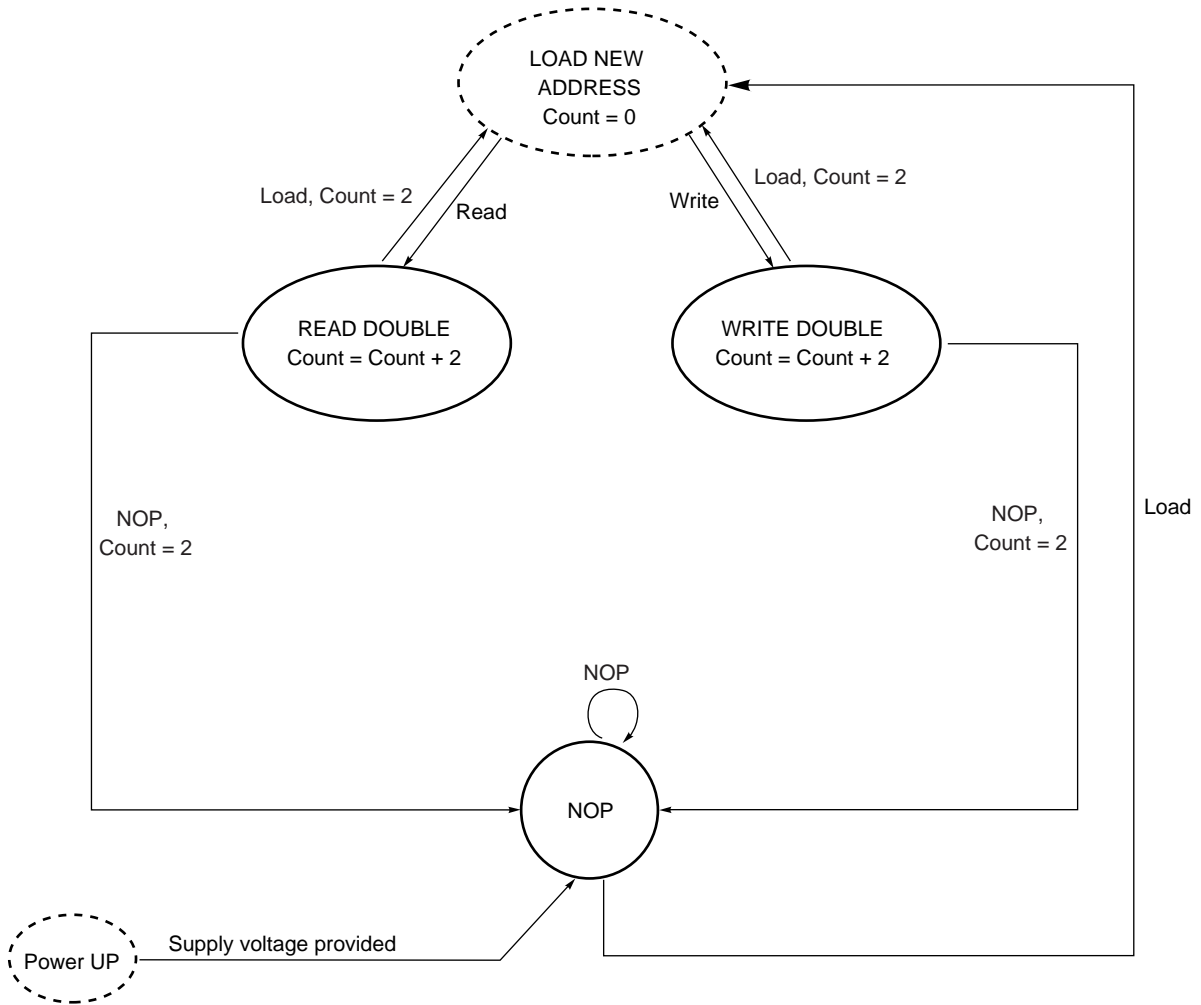 LOAD NEW
ADDRESS
Count = 0
Load, Count = 2
Read
Write
Load, Count = 2
READ DOUBLE
Count = Count + 2
WRITE DOUBLE
Count = Count + 2
NOP,
Count = 2
NOP,
Count = 2
Load
NOP
NOP
Supply voltage provided
Power UP